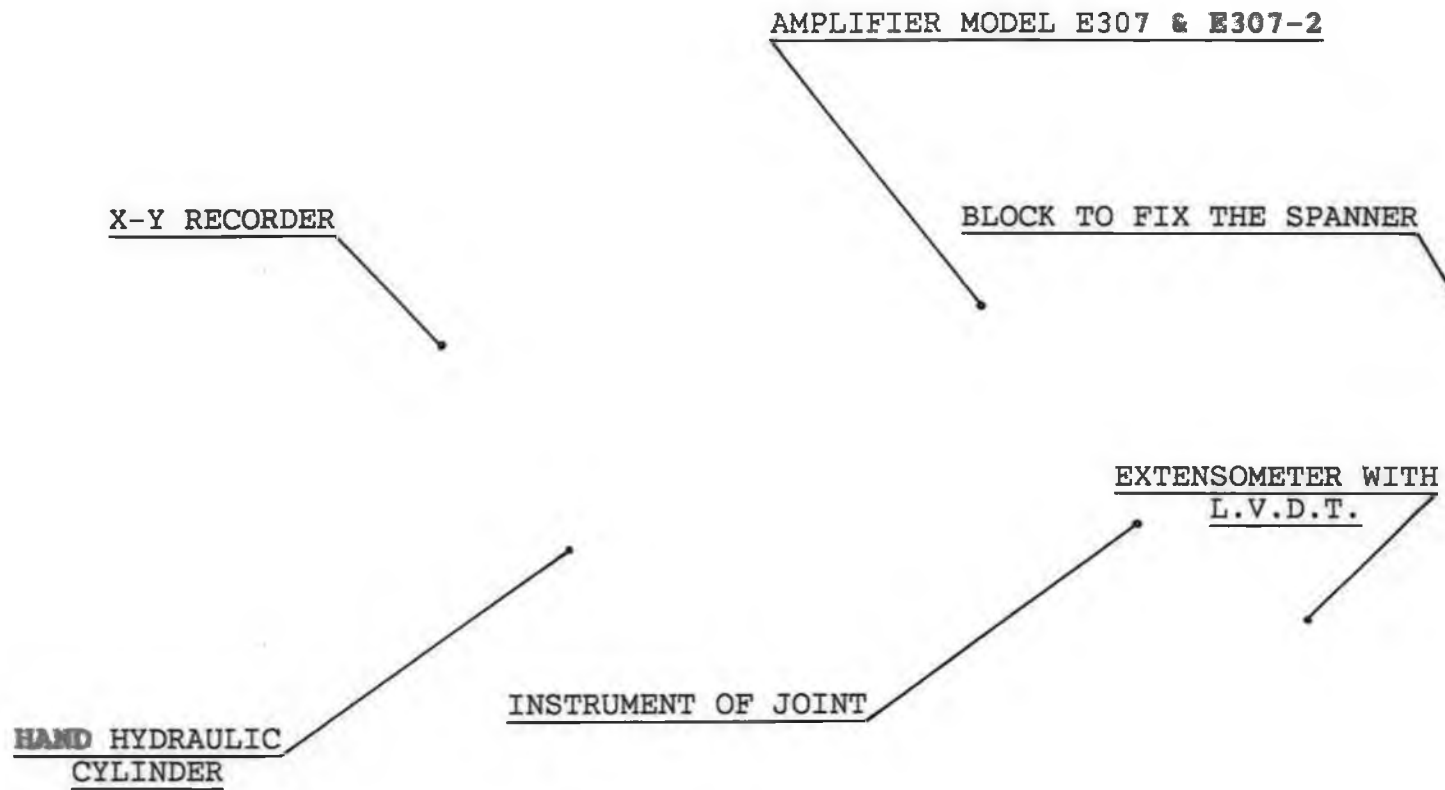 AMPLIFIER MODEL E307 & E307-2
X-Y RECORDER
BLOCK TO FIX THE SPANNER
EXTENSOMETER WITH
L.V.D.T.
INSTRUMENT OF JOINT
HAND HYDRAULIC
CYLINDER